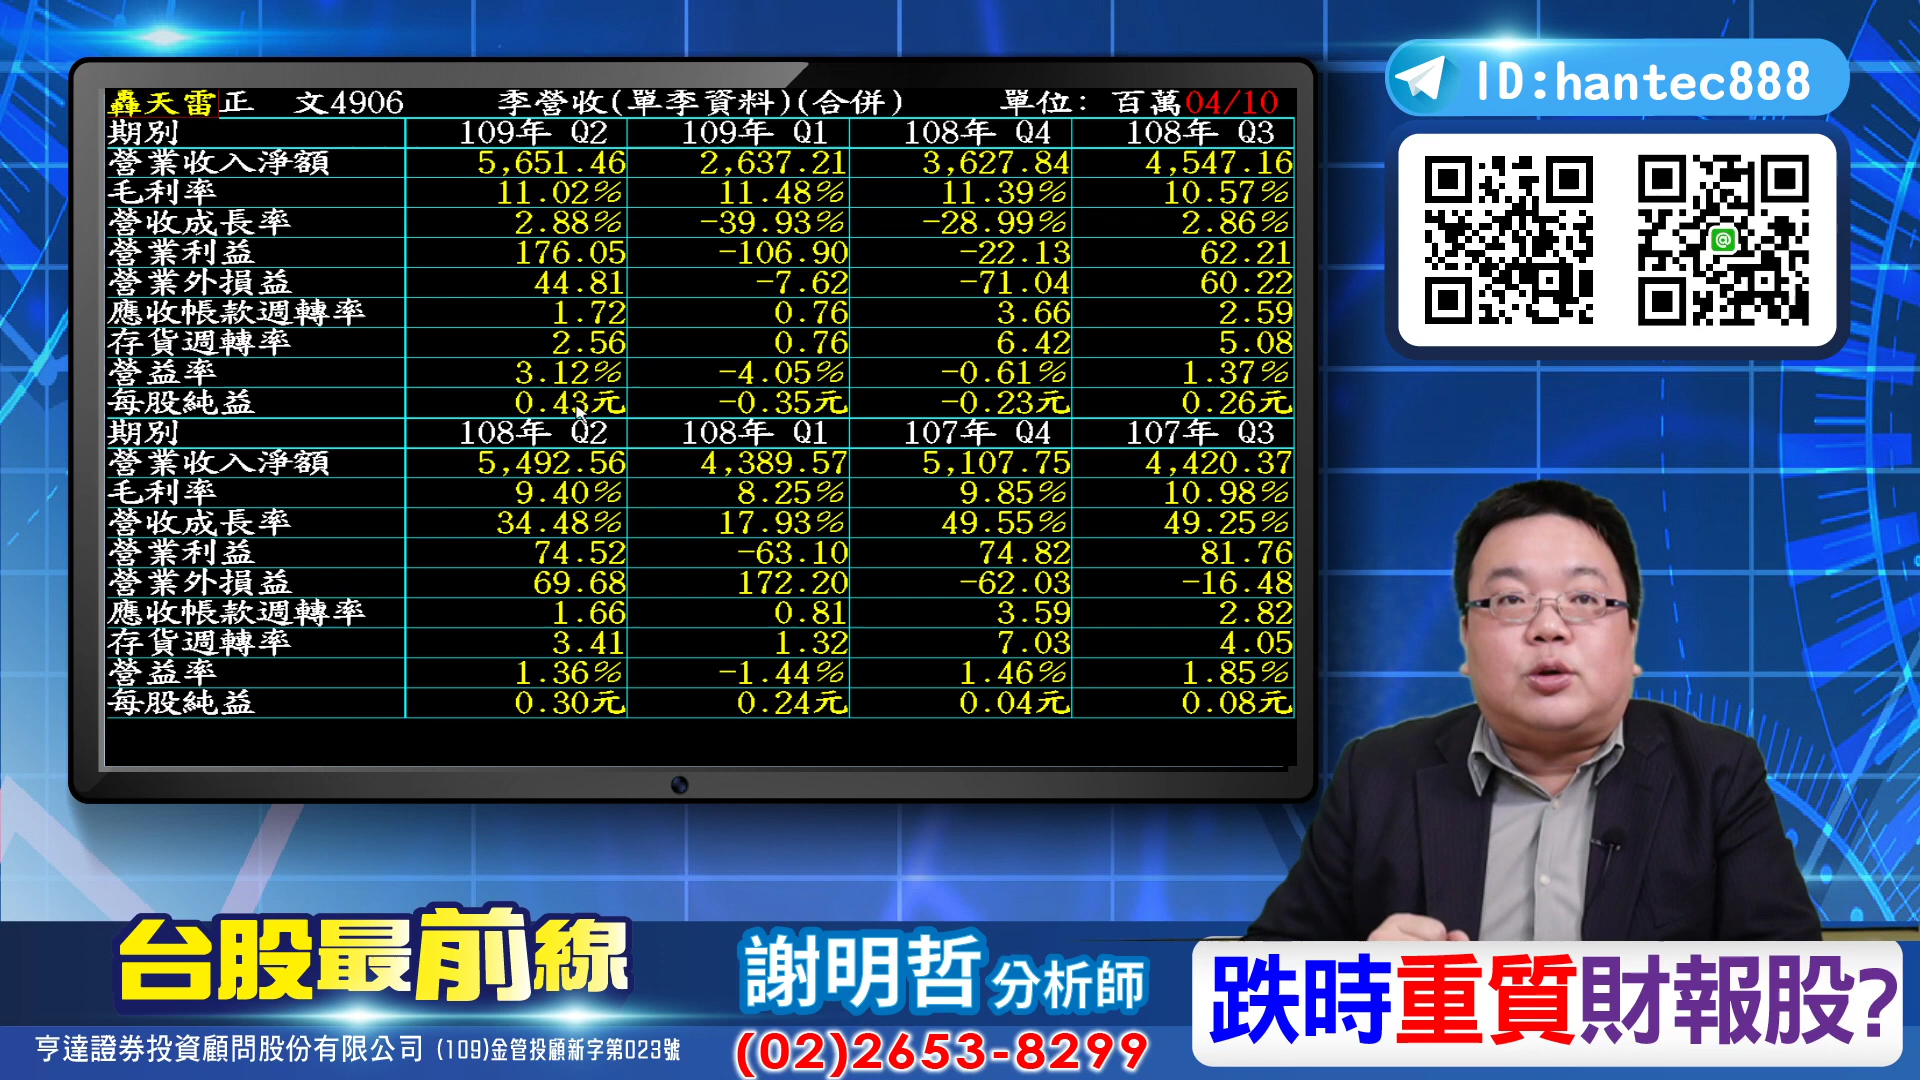 轟天雷正 文4906 季營收(單季資料)(合併) 單位: 百萬04/10
期別 109年 Q2 109年 Q1 108年 Q4 108年 Q3
營業收入淨額 5,651.46 2,637.21 3,627.84 4,547.16
毛利率 11.02% 11.48% 11.39% 10.57%
營收成長率 2.88% -39.93% -28.99% 2.86%
營業利益 176.05 -106.90 -22.13 62.21
營業外損益 44.81 -7.62 -71.04 60.22
應收帳款週轉率 1.72 0.76 3.66 2.59
存貨週轉率 2.56 0.76 6.42 5.08
營益率 3.12% -4.05% -0.61% 1.37%
每股純益 0.43元 -0.35元 -0.23元 0.26元
期別 108年 Q2 108年 Q1 107年 Q4 107年 Q3
營業收入淨額 5,492.56 4,389.57 5,107.75 4,420.37
毛利率 9.40% 8.25% 9.85% 10.98%
營收成長率 34.48% 17.93% 49.55% 49.25%
營業利益 74.52 -63.10 74.82 81.76
營業外損益 69.68 172.20 -62.03 -16.48
應收帳款週轉率 1.66 0.81 3.59 2.82
存貨週轉率 3.41 1.32 7.03 4.05
營益率 1.36% -1.44% 1.46% 1.85%
每股純益 0.30元 0.24元 0.04元 0.08元
ID:hantec888
台股最前線
亨達證券投資顧問股份有限公司 (109)金管投顧新字第023號
謝明哲 分析師
(02)2653-8299
跌時重質財報股?